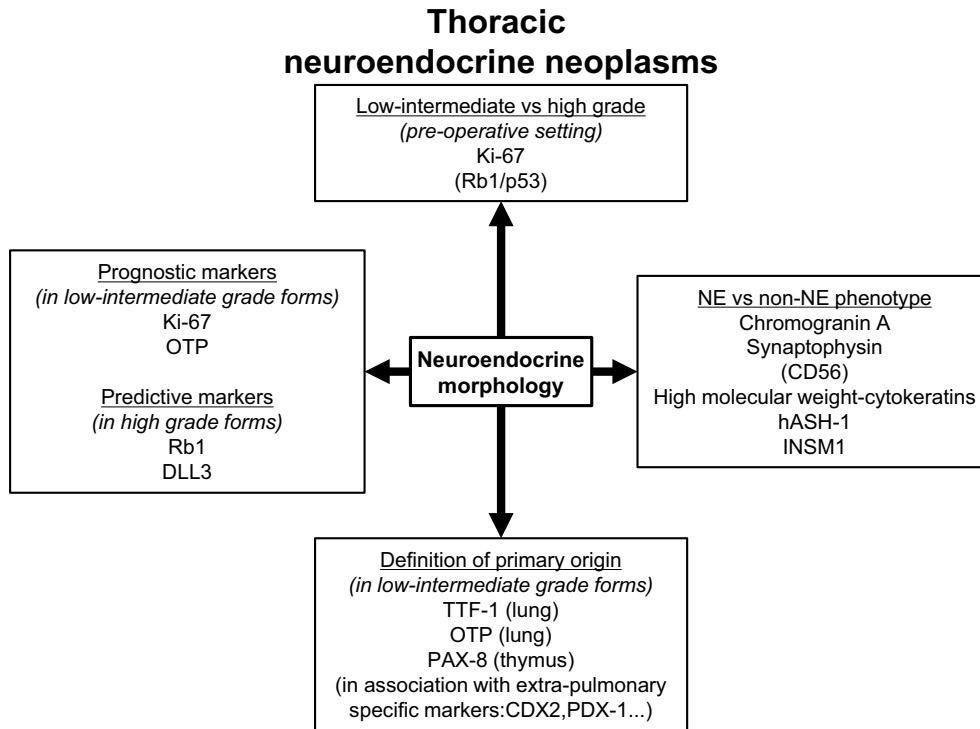 Thoracic
neuroendocrine neoplasms
Low-intermediate vs high grade
(pre-operative setting)
Ki-67
(Rb1/p53)
Prognostic markers
(in low-intermediate grade forms)
Ki-67
OTP
Predictive markers
(in high grade forms)
Rb1
DLL3
Neuroendocrine
morphology
NE vs non-NE phenotype
Chromogranin A
Synaptophysin
(CD56)
High molecular weight-cytokeratins
hASH-1
INSM1
Definition of primary origin
(in low-intermediate grade forms)
TTF-1 (lung)
OTP (lung)
PAX-8 (thymus)
(in association with extra-pulmonary
specific markers:CDX2,PDX-1...)